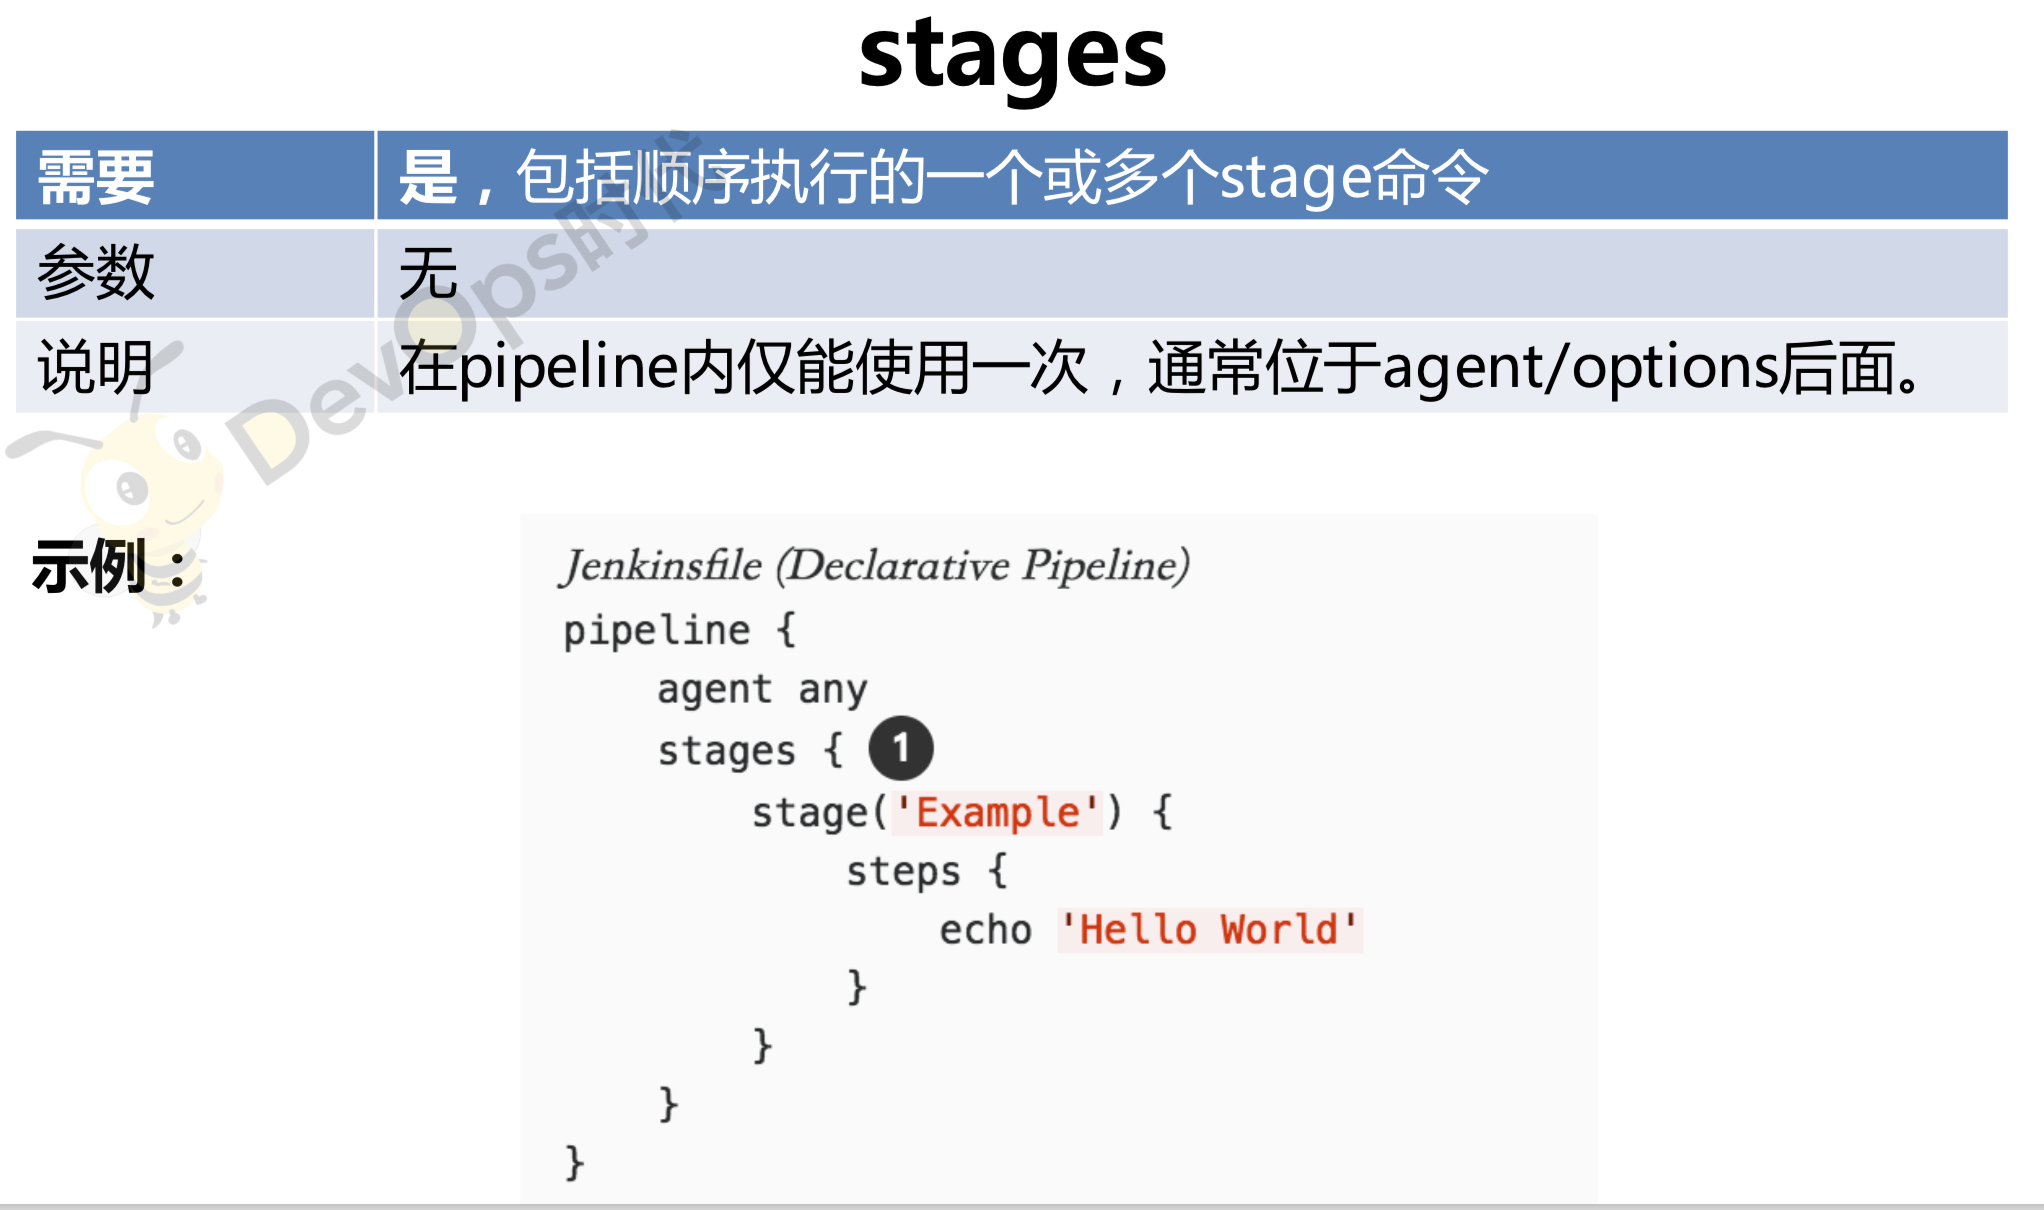 stages
需要 是，包括顺序执行的一个或多个stage命令
参数 无
说明 在pipeline内仅能使用一次，通常位于agent/options后面。
DevOps时代
示例：
Jenkinsfile (Declarative Pipeline)
pipeline {
    agent any
    stages { 1
        stage('Example') {
            steps {
                echo 'Hello World'
            }
        }
    }
}